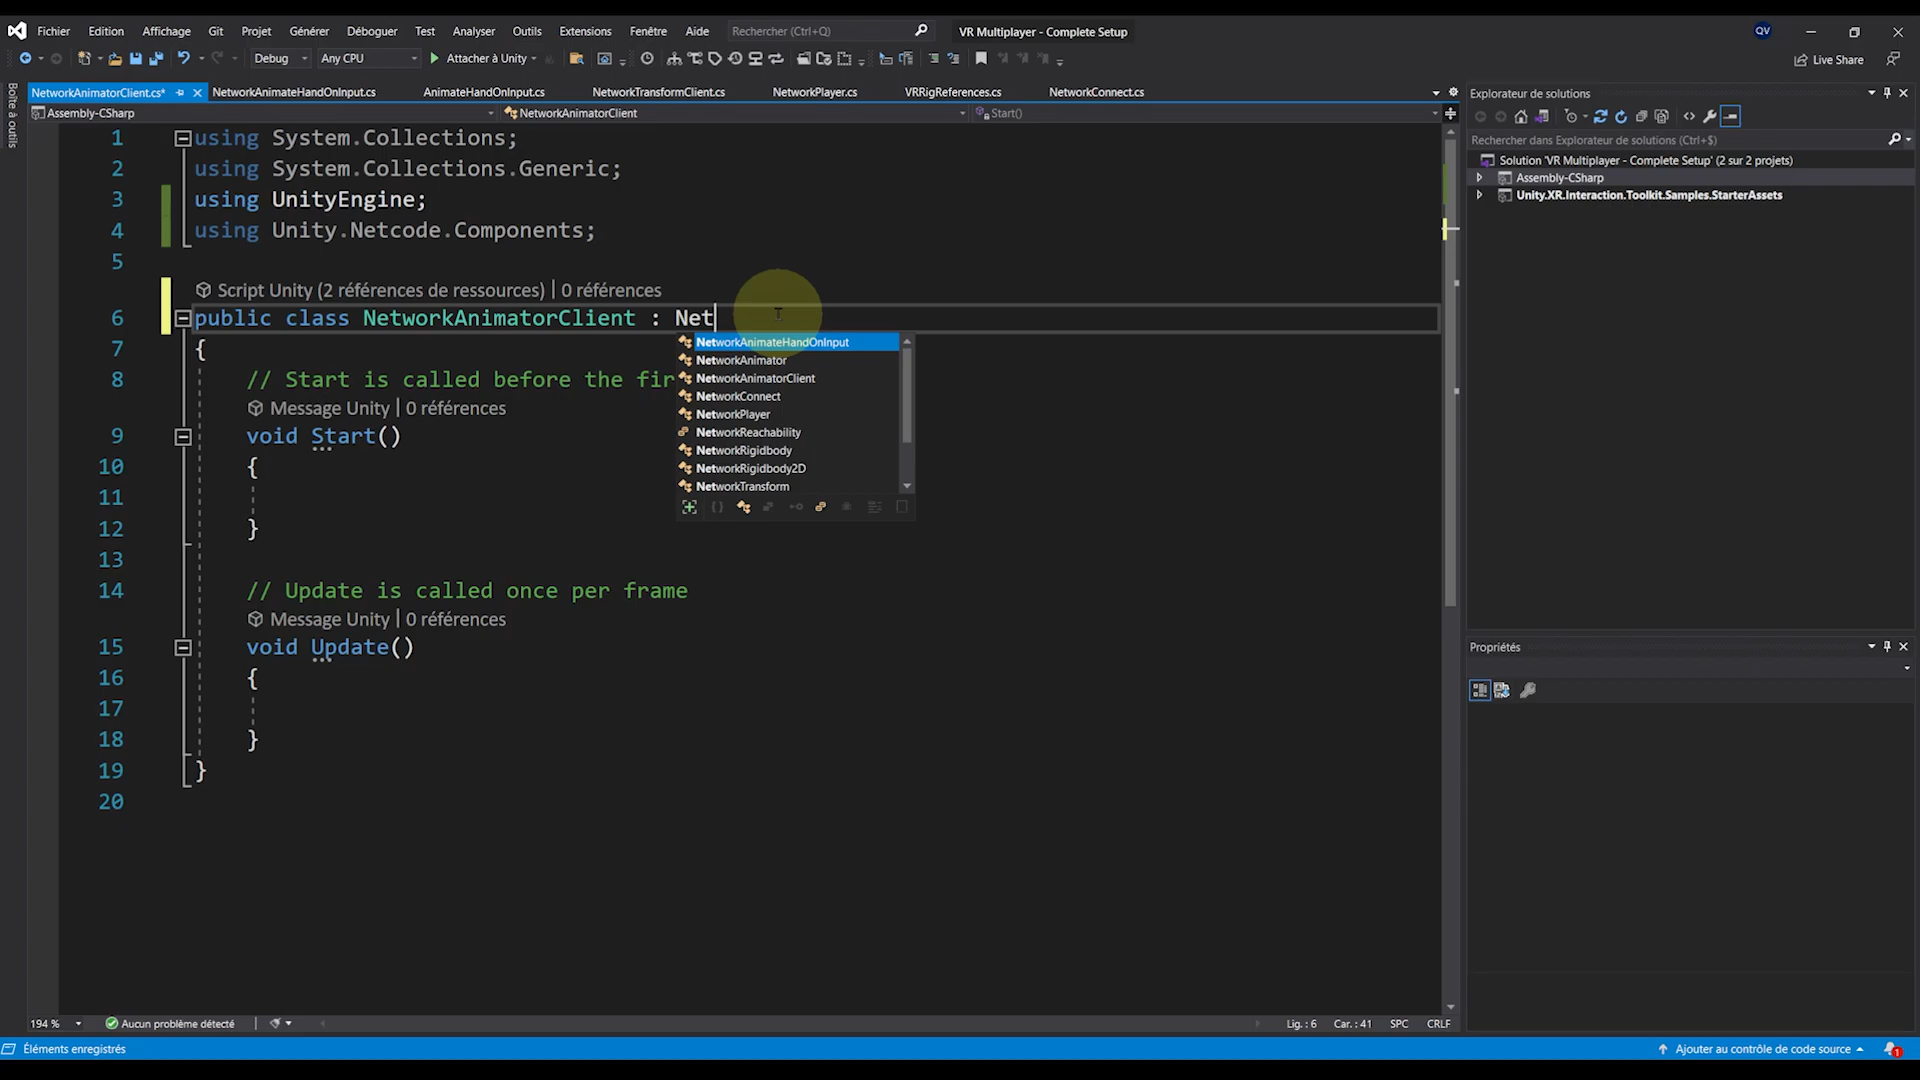 Fichier Edition Affichage Git Projet Générer Déboguer Test Analyser Outils Extensions Fenêtre Aide Rechercher (Ctrl+Q) VR Multiplayer - Complete Setup QV
Debug Any CPU Attacher à Unity Live Share
Boîte à outils
NetworkAnimatorClient.cs* NetworkAnimateHandOnInput.cs AnimateHandOnInput.cs NetworkTransformClient.cs NetworkPlayer.cs VRRigReferences.cs NetworkConnect.cs
Assembly-CSharp NetworkAnimatorClient Start()
1 using System.Collections;
2 using System.Collections.Generic;
3 using UnityEngine;
4 using Unity.Netcode.Components;
5
Script Unity (2 références de ressources) | 0 références
6 public class NetworkAnimatorClient : Net
7 {
8 // Start is called before the fir
Message Unity | 0 références
9 void Start()
10 {
11
12 }
13
14 // Update is called once per frame
Message Unity | 0 références
15 void Update()
16 {
17
18 }
19 }
20
NetworkAnimateHandOnInput
NetworkAnimator
NetworkAnimatorClient
NetworkConnect
NetworkPlayer
NetworkReachability
NetworkRigidbody
NetworkRigidbody2D
NetworkTransform
Explorateur de solutions
Rechercher dans Explorateur de solutions (Ctrl+$)
Solution 'VR Multiplayer - Complete Setup' (2 sur 2 projets)
Assembly-CSharp
Unity.XR.Interaction.Toolkit.Samples.StarterAssets
Propriétés
194 % Aucun problème détecté Lig. : 6 Car. : 41 SPC CRLF
Éléments enregistrés Ajouter au contrôle de code source 1